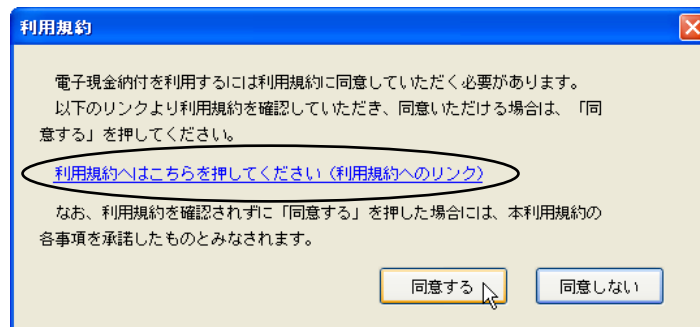 利用規約
電子現金納付を利用するには利用規約に同意していただく必要があります。
以下のリンクより利用規約を確認していただき、同意いただける場合は、「同
意する」を押してください。
利用規約へはこちらを押してください（利用規約へのリンク）
なお、利用規約を確認されずに「同意する」を押した場合には、本利用規約の
各事項を承諾したものとみなされます。
同意する
同意しない